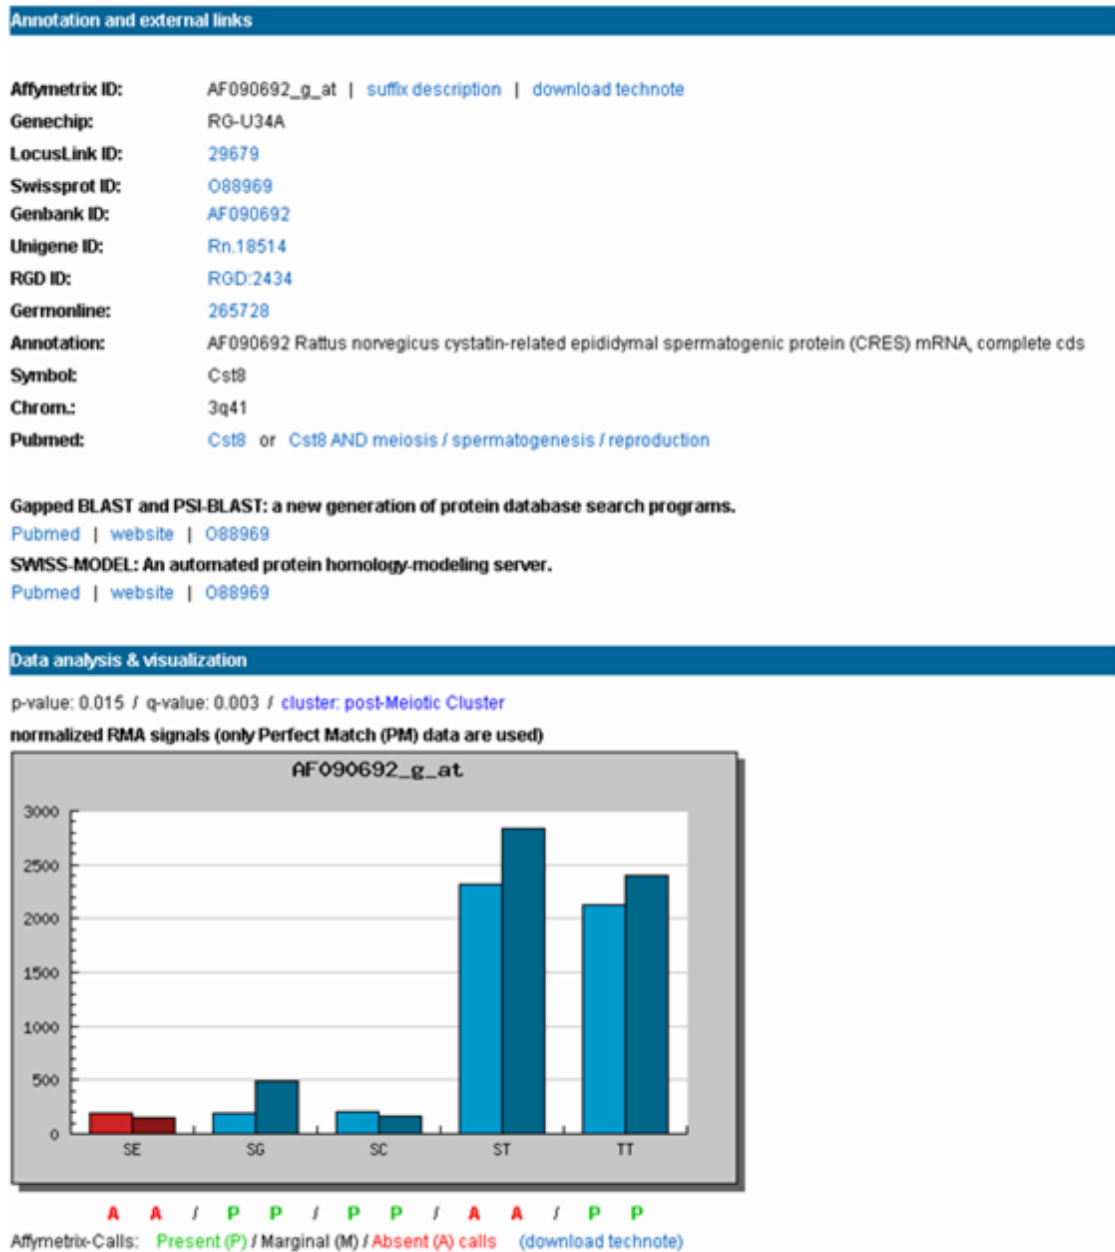 Annotation and external links
Affymetrix ID: AF090692_g_at | suffix description | download technote
Genechip: RG-U34A
LocusLink ID: 29679
Swissprot ID: O88969
Genbank ID: AF090692
Unigene ID: Rn.18514
RGD ID: RGD:2434
Germonline: 265728
Annotation: AF090692 Rattus norvegicus cystatin-related epididymal spermatogenic protein (CRES) mRNA, complete cds
Symbol: Cst8
Chrom.: 3q41
Pubmed: Cst8 or Cst8 AND meiosis / spermatogenesis / reproduction
Gapped BLAST and PSI-BLAST: a new generation of protein database search programs.
Pubmed | website | O88969
SWISS-MODEL: An automated protein homology-modeling server.
Pubmed | website | O88969
Data analysis & visualization
p-value: 0.015 / q-value: 0.003 / cluster: post-Meiotic Cluster
normalized RMA signals (only Perfect Match (PM) data are used)
AF090692_g_at
3000
2500
2000
1500
1000
500
0
SE SG SC ST TT
A A / P P / P P / A A / P P
Affymetrix-Calls: Present (P) / Marginal (M) / Absent (A) calls (download technote)